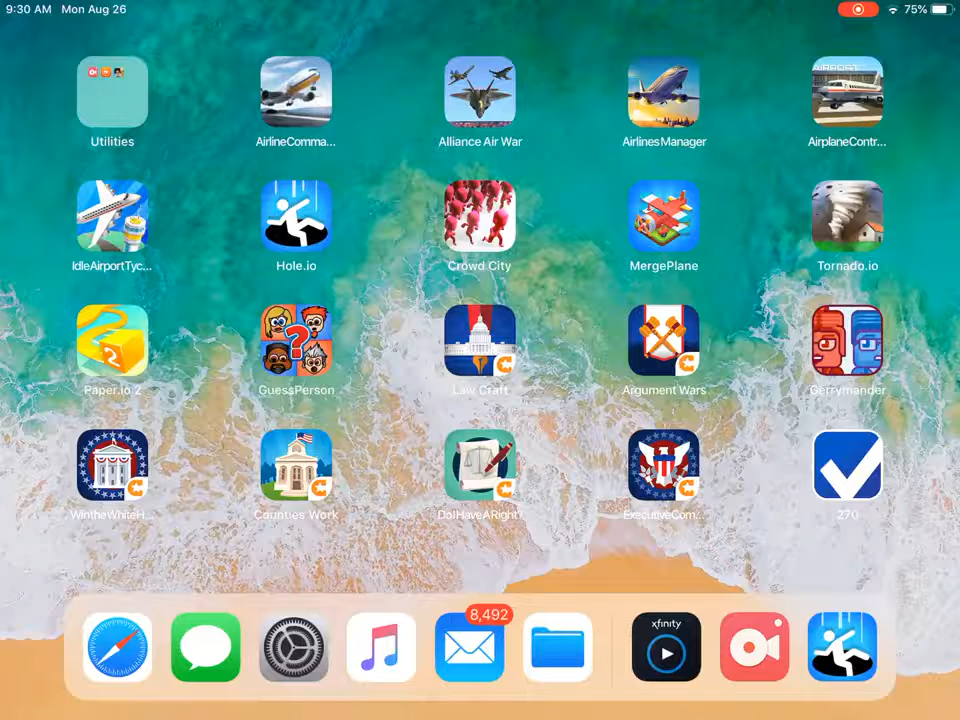 9:30 AM Mon Aug 26
75%
Utilities
AirlineComma...
Alliance Air War
AirlinesManager
AIRPORT
AirplaneContr...
IdleAirportTyc...
Hole.io
Crowd City
MergePlane
Tornado.io
2
?
Paper.io 2
GuessPerson
Law Craft
Argument Wars
Gerrymander
WintheWhiteH...
Counties Work
DoIHaveARight?
ExecutiveCom...
270
8,492
xfinity